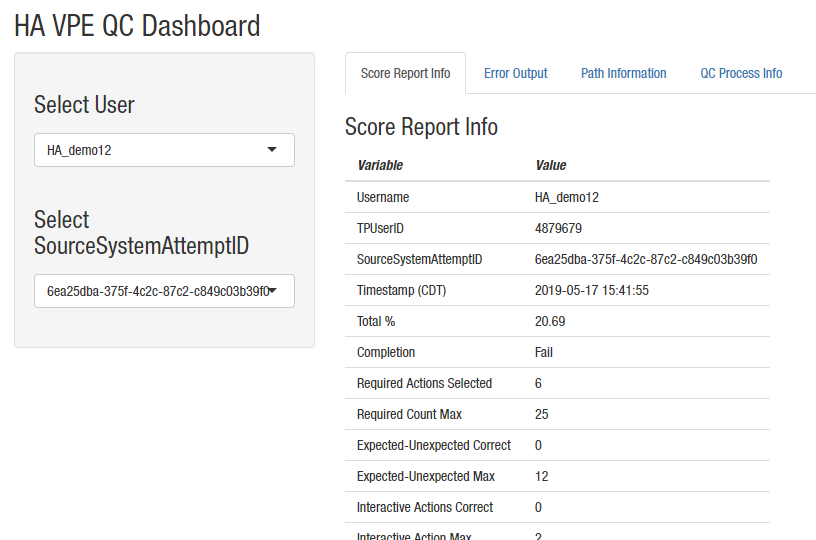 HA VPE QC Dashboard
Select User
HA_demo12
Select
SourceSystemAttemptID
6ea25dba-375f-4c2c-87c2-c849c03b39f0
Score Report Info Error Output Path Information QC Process Info
Score Report Info
Variable Value
Username HA_demo12
TPUserID 4879679
SourceSystemAttemptID 6ea25dba-375f-4c2c-87c2-c849c03b39f0
Timestamp (CDT) 2019-05-17 15:41:55
Total % 20.69
Completion Fail
Required Actions Selected 6
Required Count Max 25
Expected-Unexpected Correct 0
Expected-Unexpected Max 12
Interactive Actions Correct 0
Interactive Action Max 2